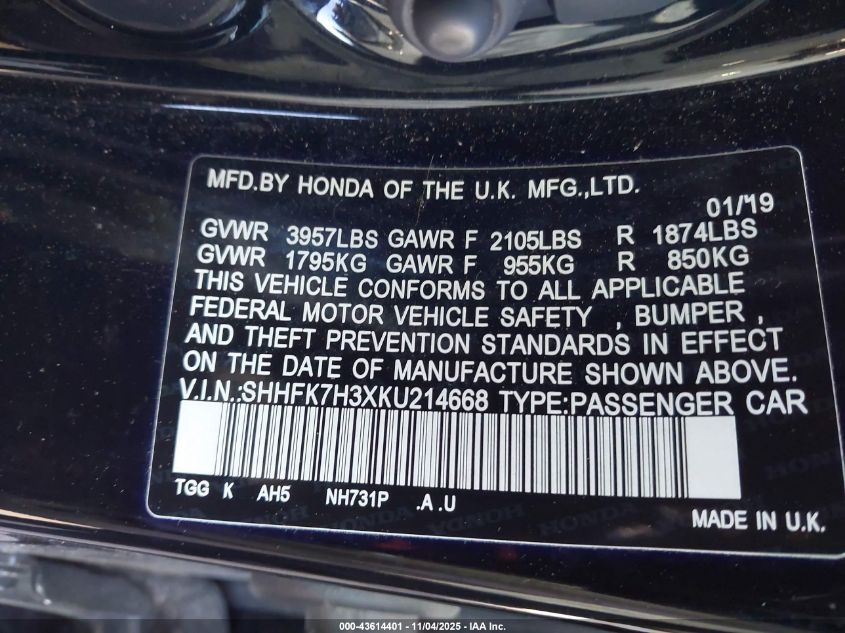 MFD.BY HONDA OF THE U.K. MFG.,LTD.
01/19
GVWR 3957LBS GAWR F 2105LBS R 1874LBS
GVWR 1795KG GAWR F 955KG R 850KG
THIS VEHICLE CONFORMS TO ALL APPLICABLE
FEDERAL MOTOR VEHICLE SAFETY , BUMPER ,
AND THEFT PREVENTION STANDARDS IN EFFECT
ON THE DATE OF MANUFACTURE SHOWN ABOVE.
V.I.N.:SHHFK7H3XKU214668 TYPE:PASSENGER CAR
TGG K AH5 NH731P .A .U
MADE IN U.K.
000-43614401 - 11/04/2025 - IAA Inc.